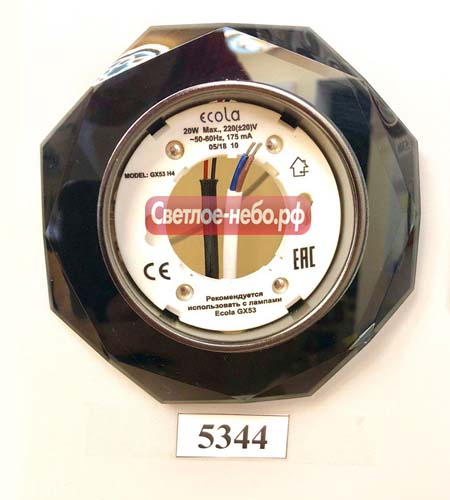 ecola
20W Max., 220(±20)V
~50-60Hz, 175 mA
05/18 10
MODEL: GX53 H4
Светлое-небо.рф
CE
EAC
Рекомендуется
использовать с лампами
Ecola GX53
5344